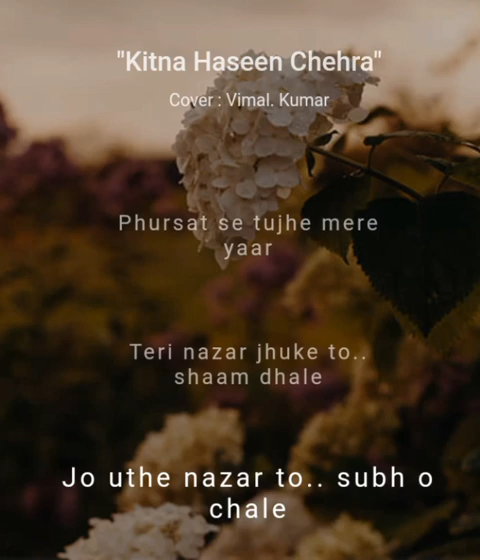 "Kitna Haseen Chehra"
Cover : Vimal. Kumar
Phursat se tujhe mere
yaar
Teri nazar jhuke to..
shaam dhale
Jo uthe nazar to.. subh o
chale